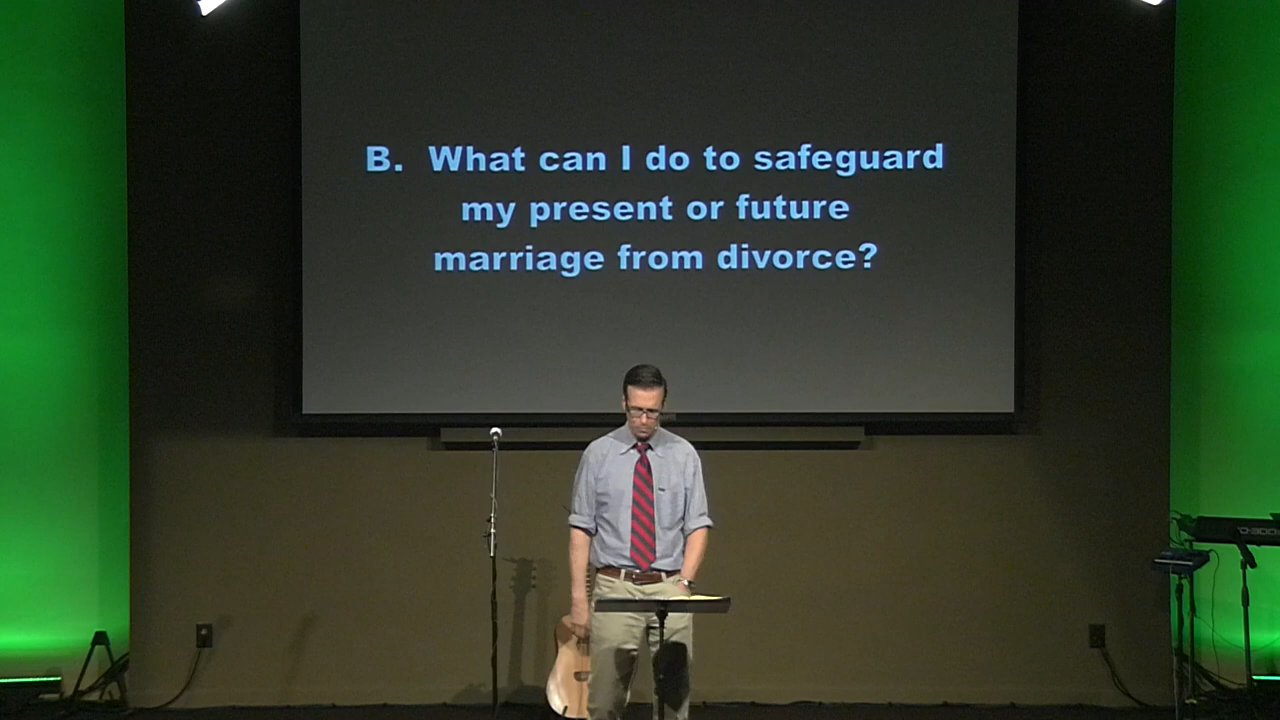 B. What can I do to safeguard
my present or future
marriage from divorce?